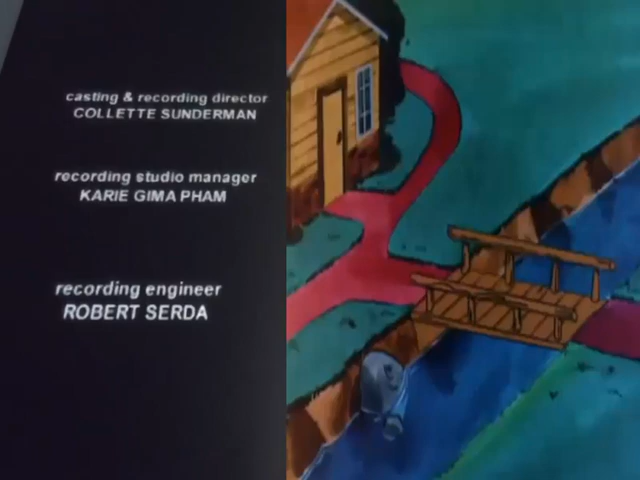 casting & recording director
COLLETTE SUNDERMAN
recording studio manager
KARIE GIMA PHAM
recording engineer
ROBERT SERDA